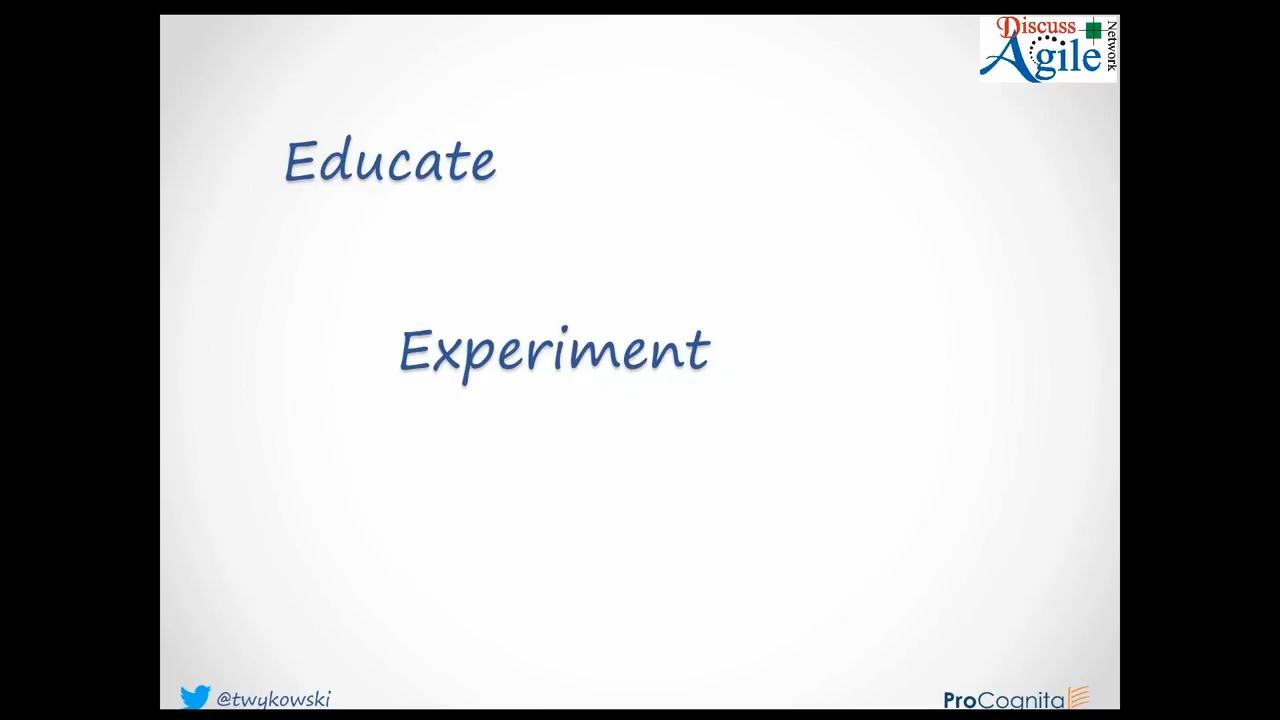 Discuss
Agile
Network
Educate
Experiment
@twykowski
ProCognita